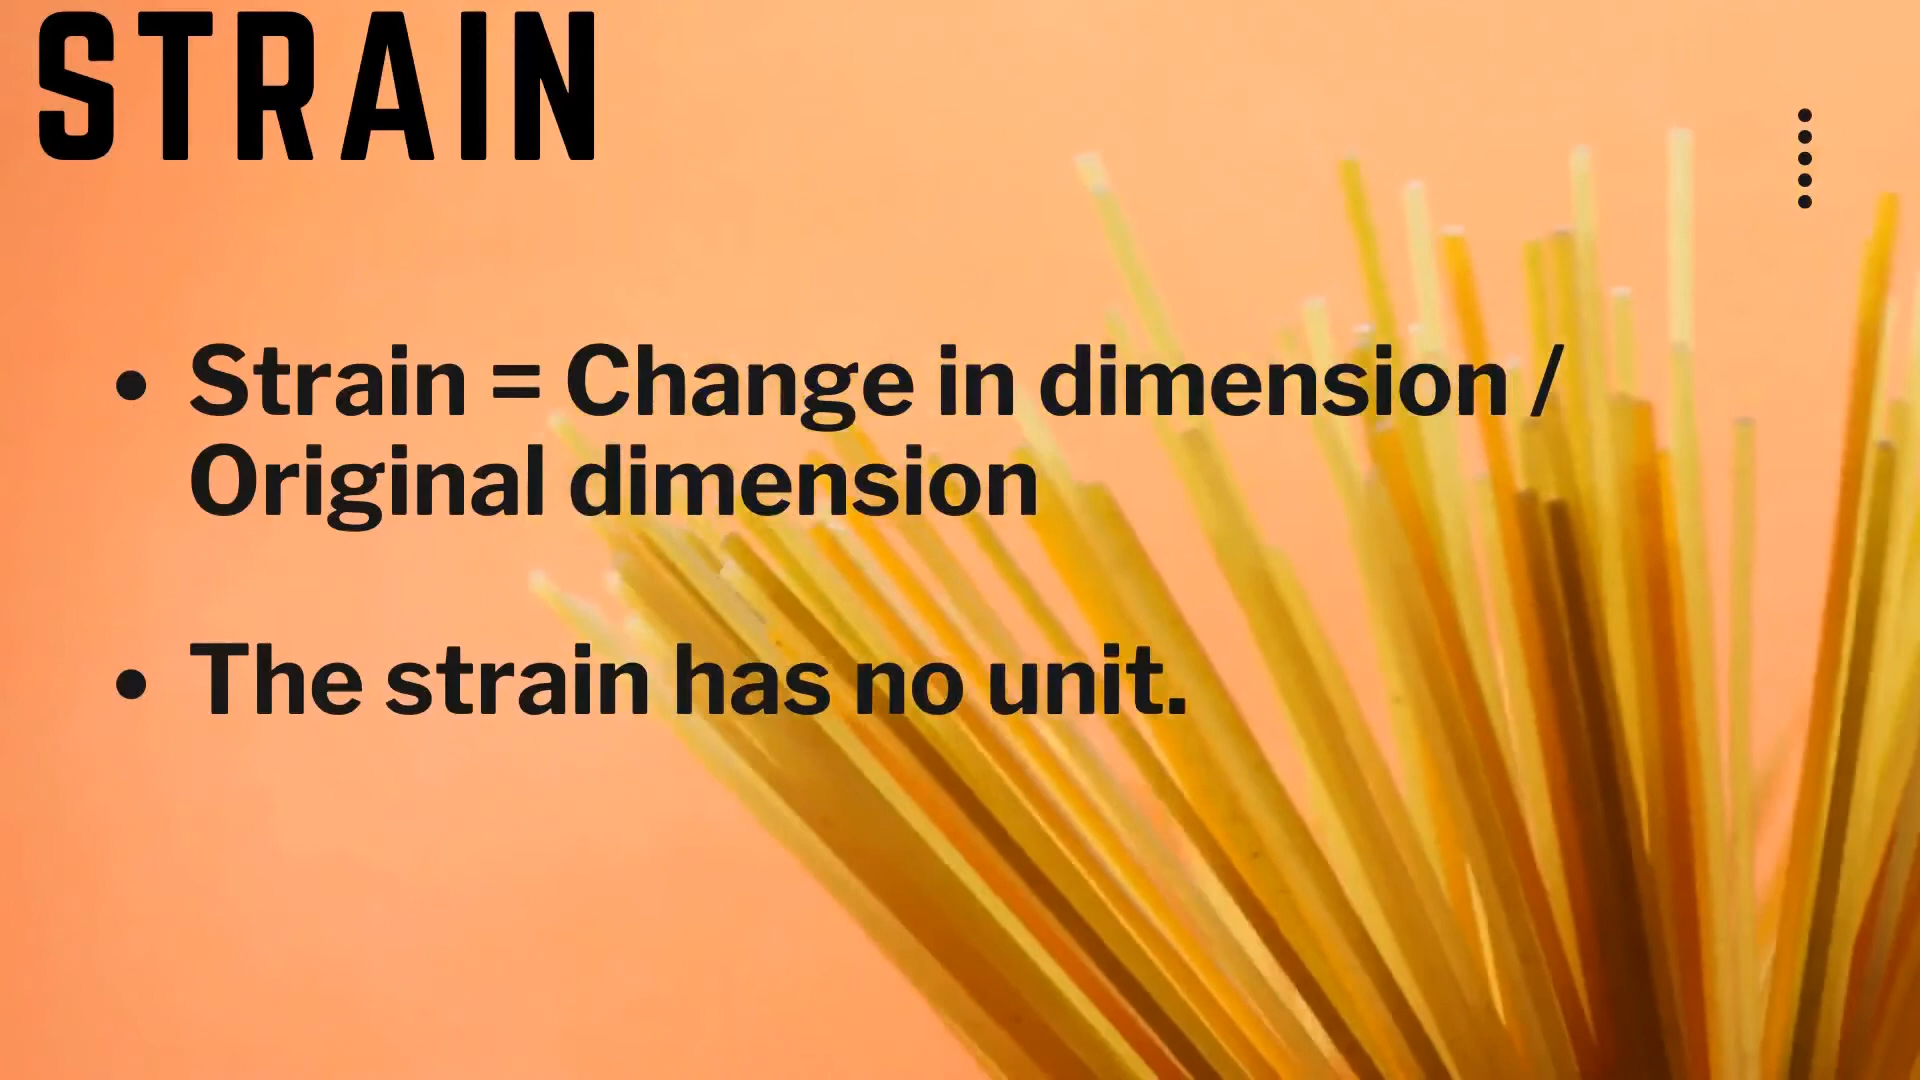 STRAIN
• Strain = Change in dimension /
Original dimension
• The strain has no unit.